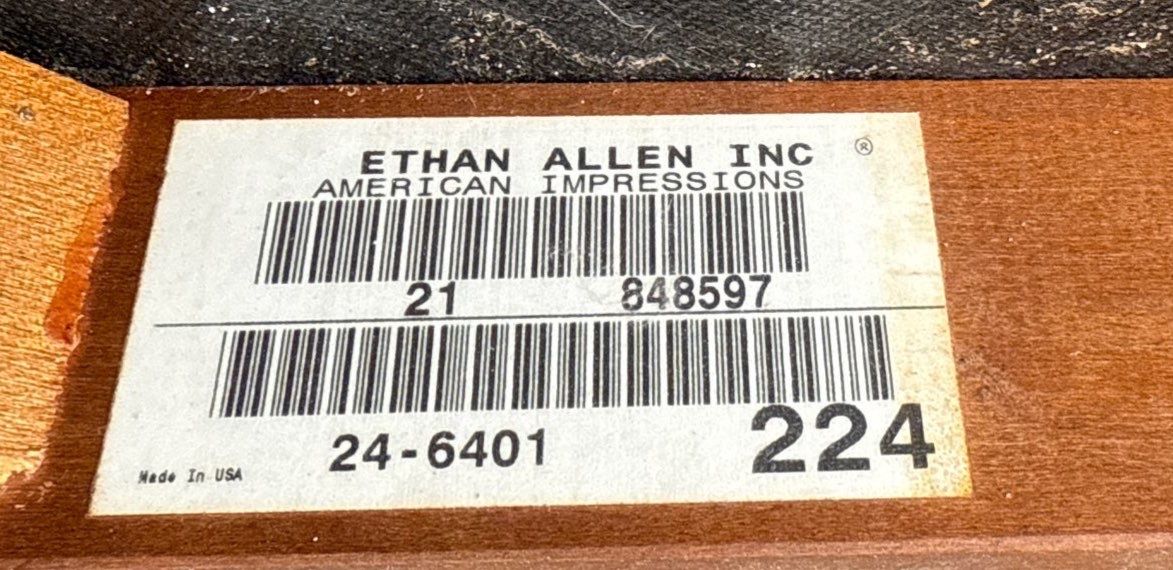 ETHAN ALLEN INC ®
AMERICAN IMPRESSIONS
21 848597
24-6401 224
Made In USA